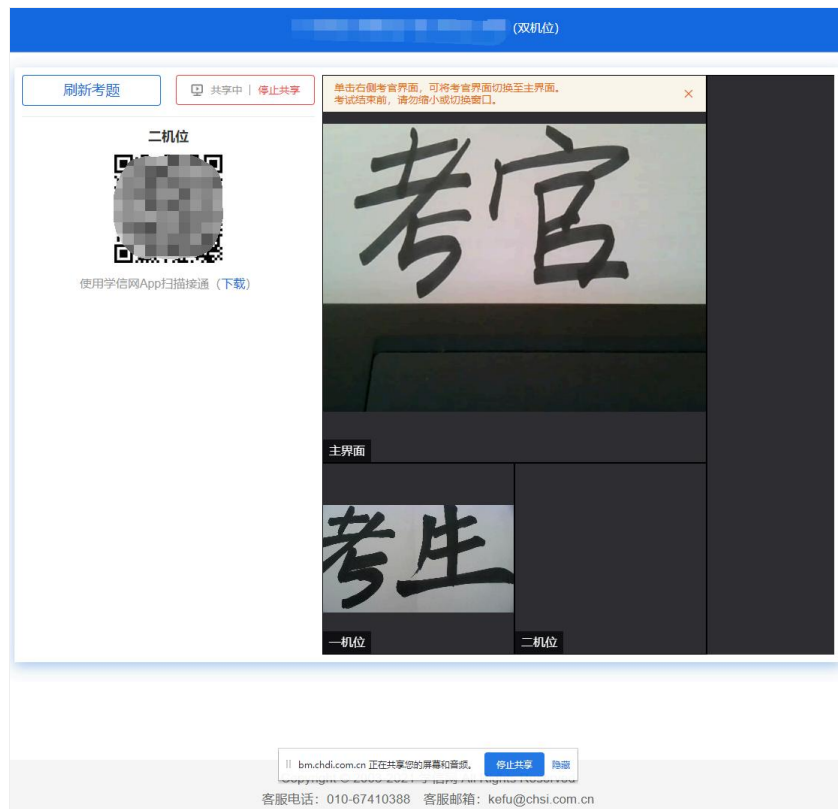 (双机位)
刷新考题
共享中 | 停止共享
单击右侧考官界面，可将考官界面切换至主界面。
考试结束前，请勿缩小或切换窗口。
二机位
使用学信网App扫描接通（下载）
考官
主界面
考生
一机位
二机位
bm.chdi.com.cn 正在共享您的屏幕和音频。
停止共享
隐藏
客服电话：010-67410388 客服邮箱：kefu@chsi.com.cn